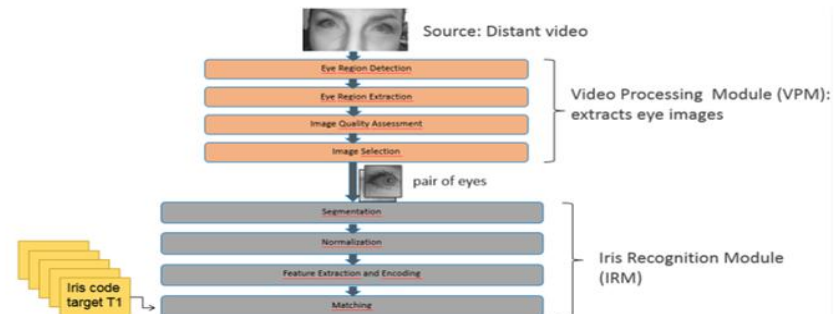 Source: Distant video
Eye Region Detection
Eye Region Extraction
Image Quality Assessment
Image Selection
Video Processing Module (VPM):
extracts eye images
pair of eyes
Segmentation
Normalization
Feature Extraction and Encoding
Matching
Iris Recognition Module
(IRM)
Iris code
target T1